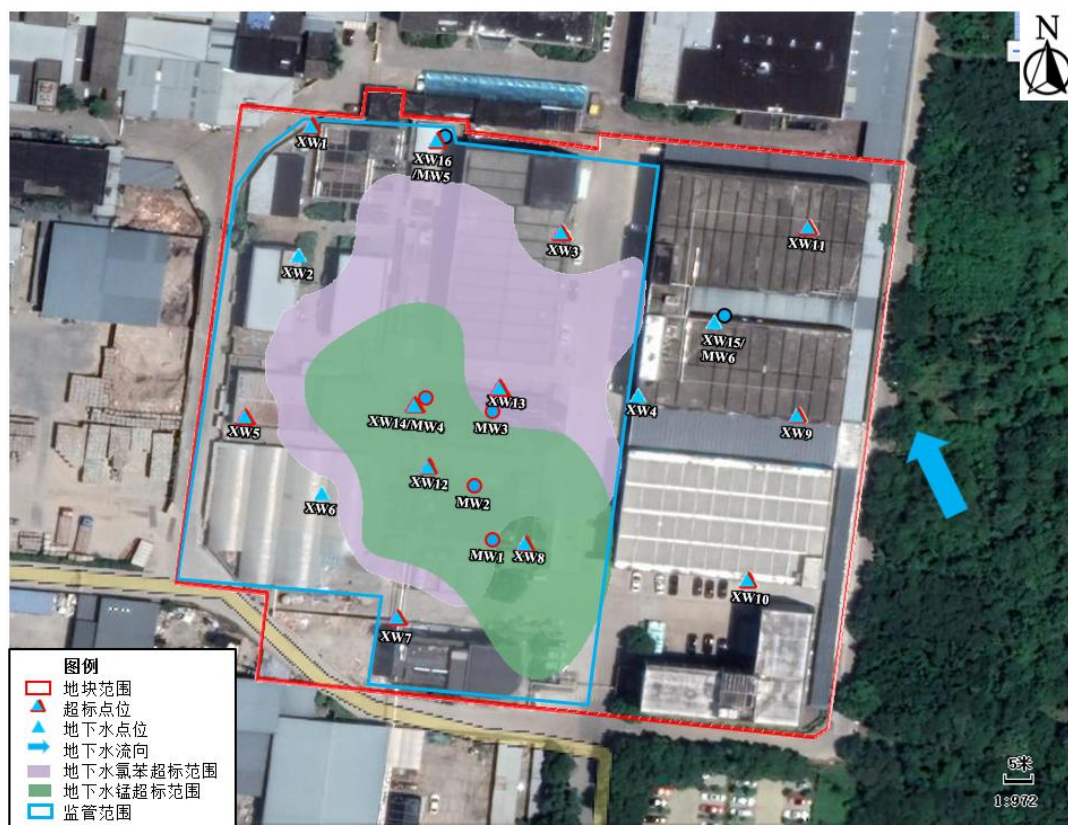 N
XW1
XW16
/MW5
XW3
XW11
XW2
XW15/
MW6
XW13
XW4
XW14/MW4
MW3
XW5
XW9
XW12
MW2
XW6
MW1
XW8
XW10
XW7
图例
地块范围
超标点位
地下水点位
地下水流向
地下水氯苯超标范围
地下水锰超标范围
监管范围
5米
1:972